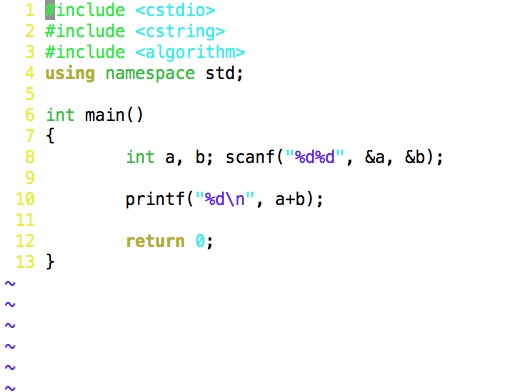 1 #include <cstdio>
2 #include <cstring>
3 #include <algorithm>
4 using namespace std;
5
6 int main()
7 {
8         int a, b; scanf("%d%d", &a, &b);
9
10         printf("%d\n", a+b);
11
12         return 0;
13 }
~
~
~
~
~
~